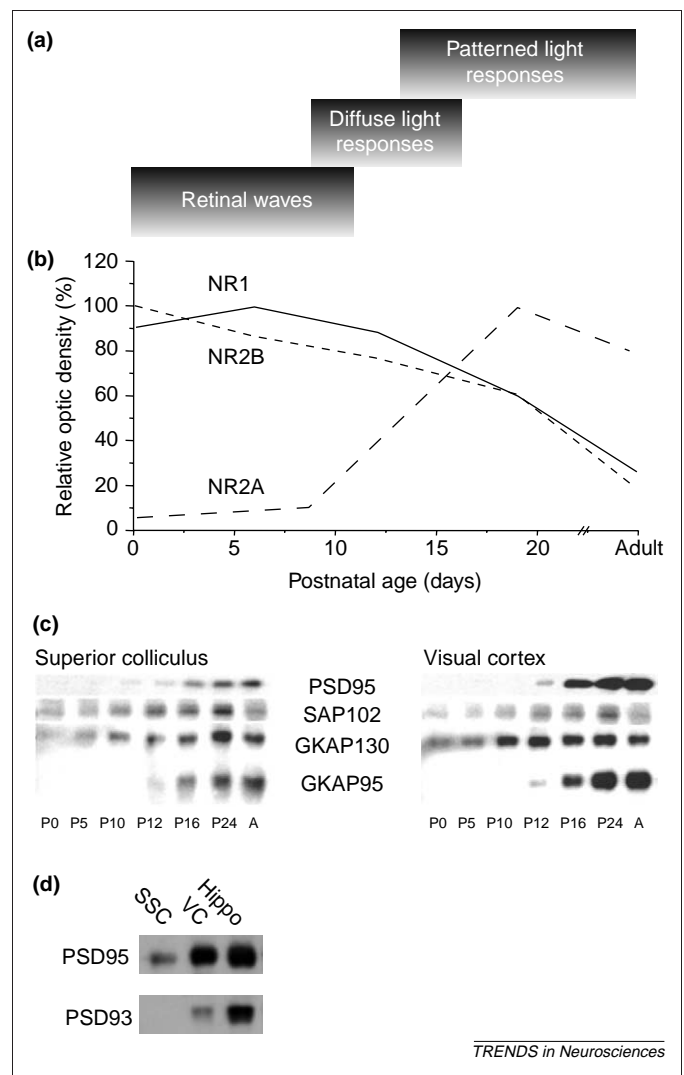 (a)
Patterned light
responses
Diffuse light
responses
Retinal waves
(b)
120
100
80
60
40
20
0
Relative optic density (%)
NR1
NR2B
NR2A
0 5 10 15 20 Adult
Postnatal age (days)
(c)
Superior colliculus
Visual cortex
PSD95
SAP102
GKAP130
GKAP95
P0 P5 P10 P12 P16 P24 A
P0 P5 P10 P12 P16 P24 A
(d)
SSC VC Hippo
PSD95
PSD93
TRENDS in Neurosciences